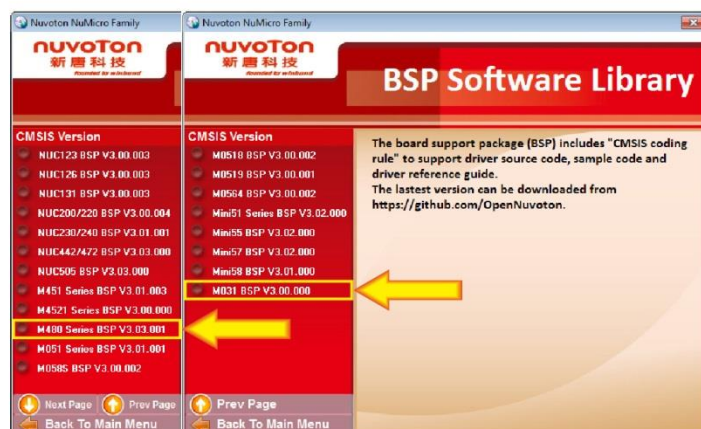 Nuvoton NuMicro Family
nuvoTon
新唐科技
founded by winbond
CMSIS Version
NUC123 BSP V3.00.003
NUC126 BSP V3.00.003
NUC131 BSP V3.00.003
NUC200/220 BSP V3.00.004
NUC230/240 BSP V3.01.001
NUC442/472 BSP V3.03.000
NUC505 BSP V3.03.000
M451 Series BSP V3.01.003
M4521 Series BSP V3.00.000
M480 Series BSP V3.03.001
M051 Series BSP V3.01.001
M058S BSP V3.00.002
Next Page
Prev Page
Back To Main Menu
Nuvoton NuMicro Family
nuvoTon
新唐科技
founded by winbond
CMSIS Version
M0518 BSP V3.00.002
M0519 BSP V3.00.001
M0564 BSP V3.00.002
Mini51 Series BSP V3.02.000
Mini55 BSP V3.02.000
Mini57 BSP V3.02.000
Mini58 BSP V3.01.000
M031 BSP V3.00.000
Prev Page
Back To Main Menu
BSP Software Library
The board support package (BSP) includes "CMSIS coding
rule" to support driver source code, sample code and
driver reference guide.
The lastest version can be downloaded from
https://github.com/OpenNuvoton.